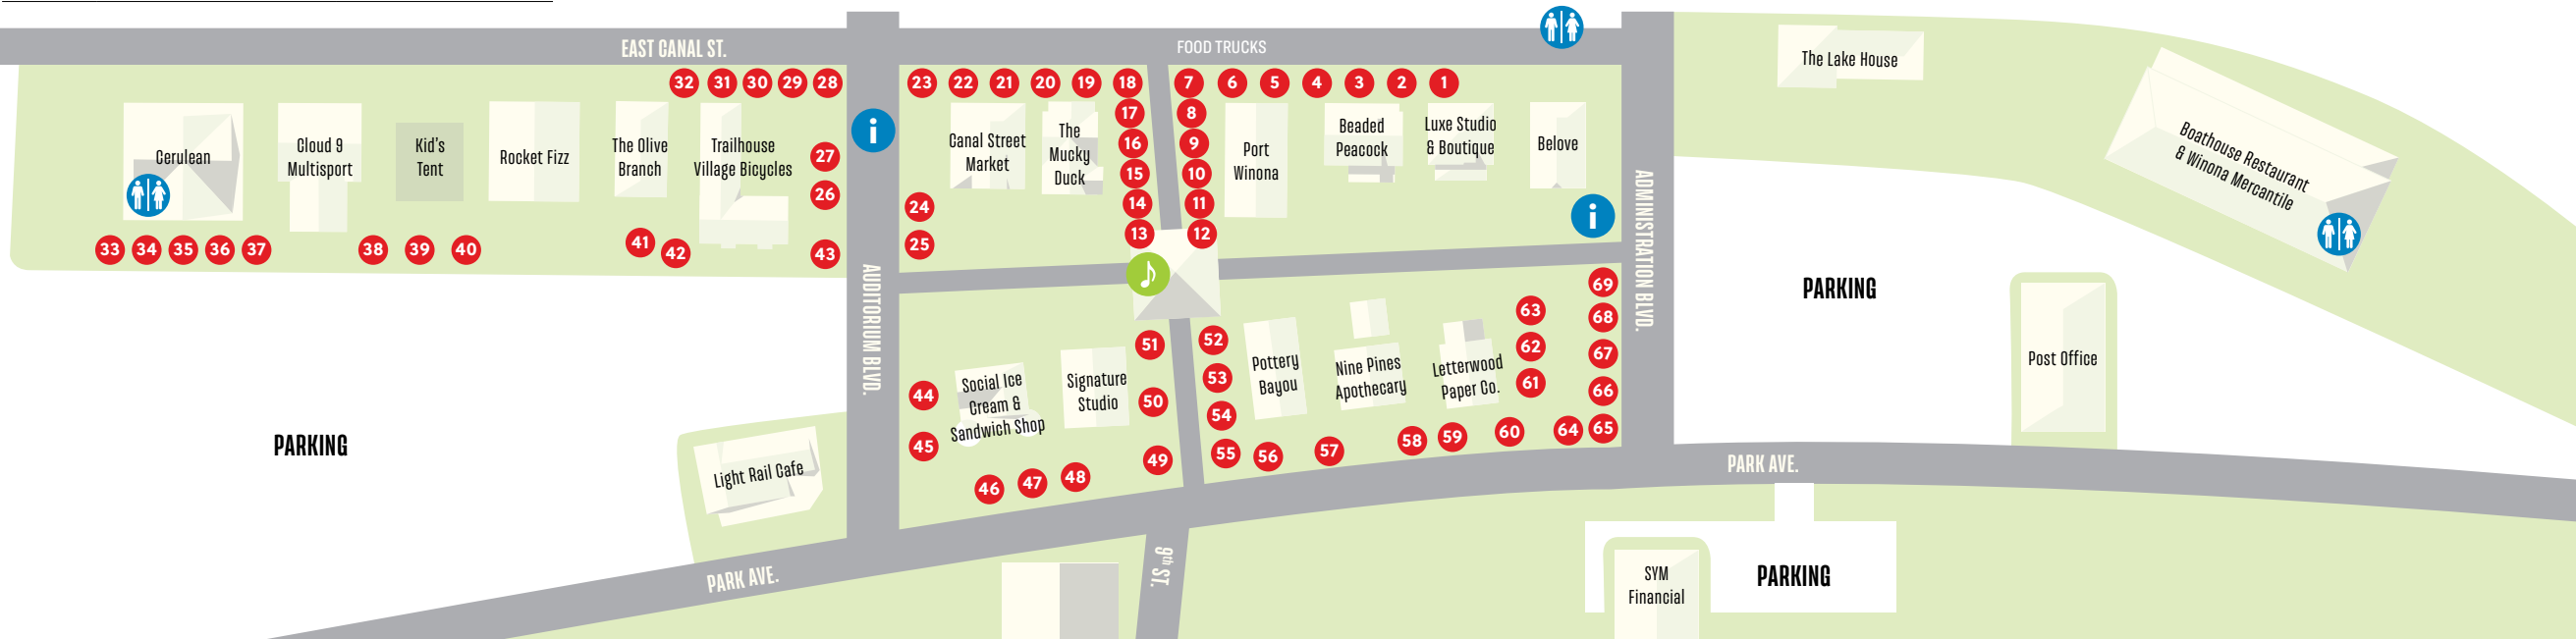 EAST CANAL ST.
FOOD TRUCKS
The Lake House
32 31 30 29 28
23 22 21 20 19 18
7 6 5 4 3 2 1
17 8
16 9
15 10
14 11
13 12
Cerulean
Cloud 9
Multisport
Kid's
Tent
Rocket Fizz
The Olive
Branch
Trailhouse
Village Bicycles
27
26
i
Canal Street
Market
The
Mucky
Duck
Port
Winona
Beaded
Peacock
Luxe Studio
& Boutique
Belove
i
Boathouse Restaurant
& Winona Mercantile
24
25
33 34 35 36 37
38 39 40
41 42
43
AUDITORIUM BLVD.
ADMINISTRATION BLVD.
PARKING
Post Office
51
50
49
52
53
54
55 56 57 58 59 60 64 65
Pottery
Bayou
Nine Pines
Apothecary
Letterwood
Paper Co.
63
62
61
69
68
67
66
44
45
Social Ice
Cream &
Sandwich Shop
Signature
Studio
46 47 48
PARKING
Light Rail Cafe
PARK AVE.
PARK AVE.
9th ST.
SYM
Financial
PARKING